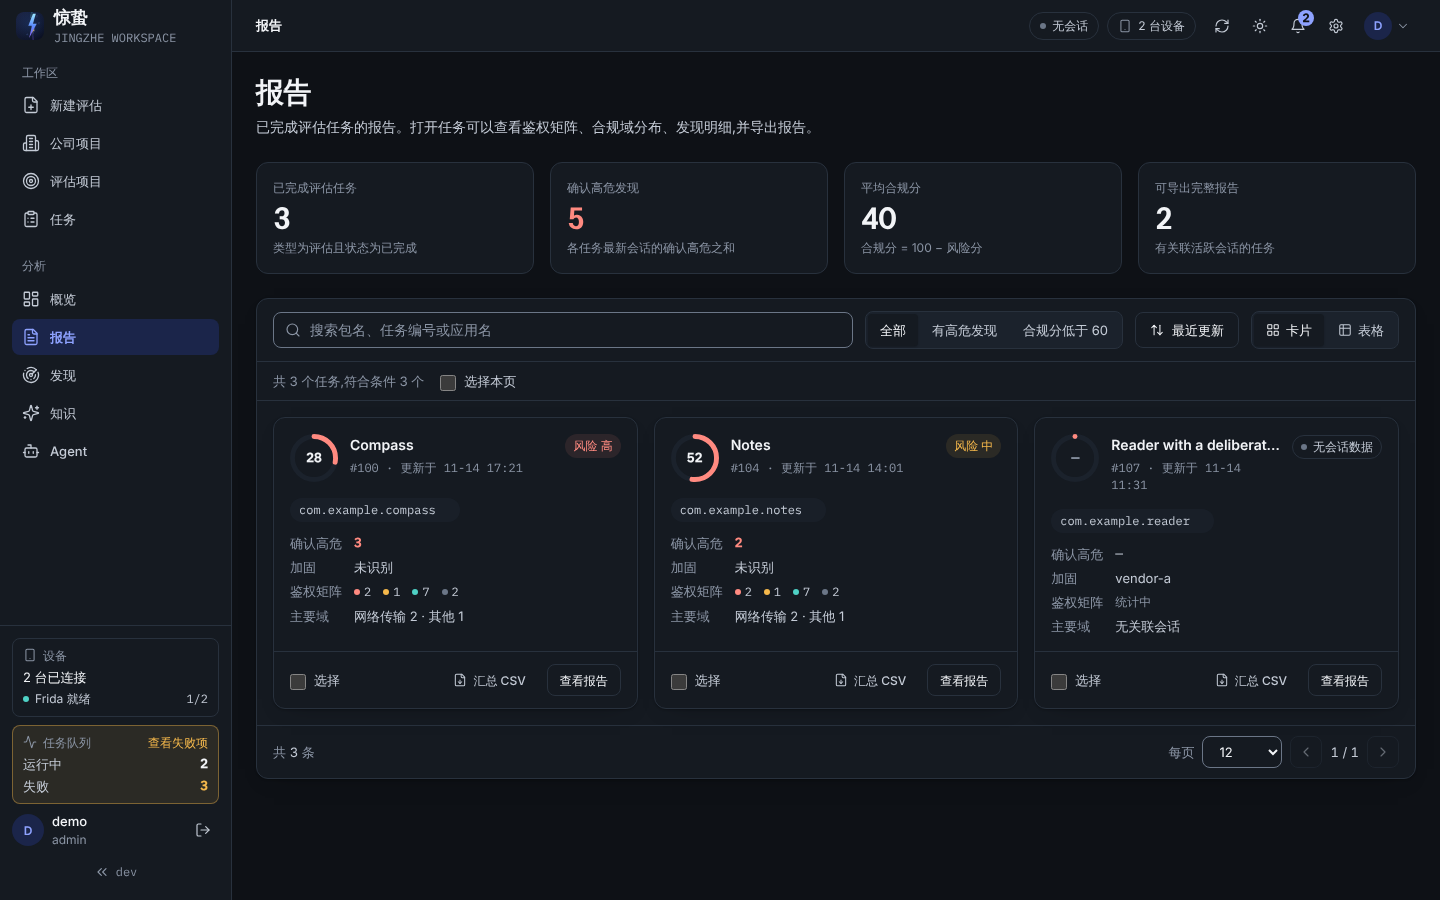 惊蛰
JINGZHE WORKSPACE
工作区
新建评估
公司项目
评估项目
任务
分析
概览
报告
发现
知识
Agent
设备
2 台已连接
Frida 就绪 1/2
任务队列 查看失败项
运行中 2
失败 3
D demo
admin
dev
报告 无会话 2 台设备 2 D
报告
已完成评估任务的报告。打开任务可以查看鉴权矩阵、合规域分布、发现明细,并导出报告。
已完成评估任务
3
类型为评估且状态为已完成
确认高危发现
5
各任务最新会话的确认高危之和
平均合规分
40
合规分 = 100 − 风险分
可导出完整报告
2
有关联活跃会话的任务
搜索包名、任务编号或应用名 全部 有高危发现 合规分低于 60 最近更新 卡片 表格
共 3 个任务,符合条件 3 个 选择本页
28 Compass 风险 高
#100 · 更新于 11-14 17:21
com.example.compass
确认高危 3
加固 未识别
鉴权矩阵 2 1 7 2
主要域 网络传输 2 · 其他 1
选择 汇总 CSV 查看报告
52 Notes 风险 中
#104 · 更新于 11-14 14:01
com.example.notes
确认高危 2
加固 未识别
鉴权矩阵 2 1 7 2
主要域 网络传输 2 · 其他 1
选择 汇总 CSV 查看报告
– Reader with a deliberat... 无会话数据
#107 · 更新于 11-14
11:31
com.example.reader
确认高危 –
加固 vendor-a
鉴权矩阵 统计中
主要域 无关联会话
选择 汇总 CSV 查看报告
共 3 条 每页 12 1 / 1